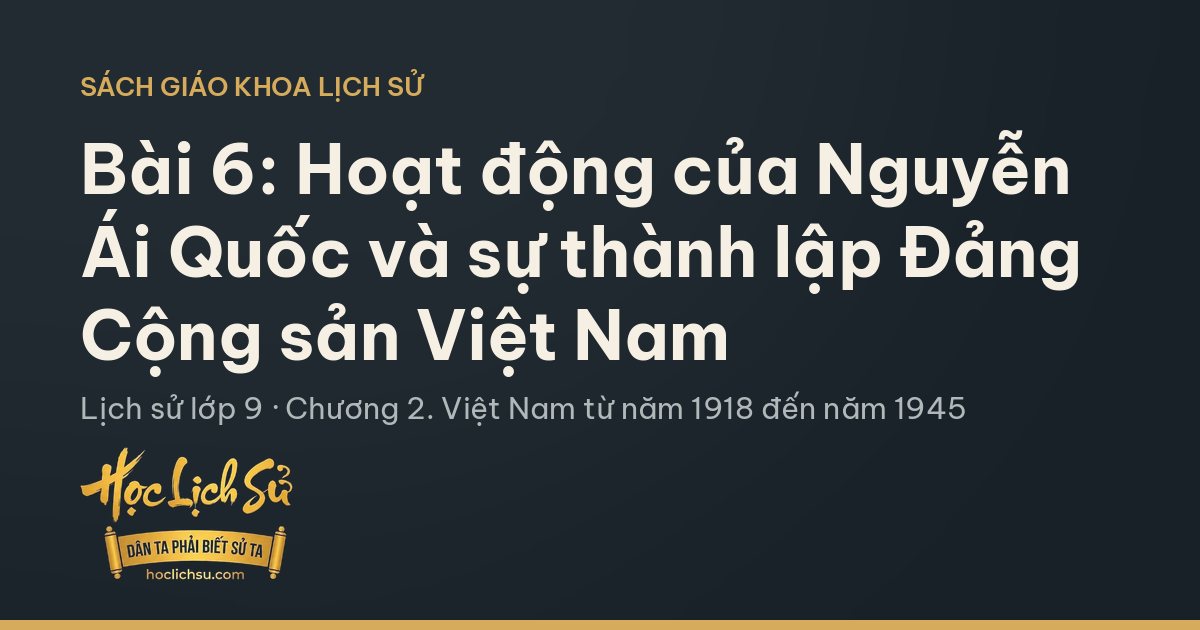 SÁCH GIÁO KHOA LỊCH SỬ
Bài 6: Hoạt động của Nguyễn
Ái Quốc và sự thành lập Đảng
Cộng sản Việt Nam
Lịch sử lớp 9 · Chương 2. Việt Nam từ năm 1918 đến năm 1945
Học Lịch Sử
DÂN TA PHẢI BIẾT SỬ TA
hoclichsu.com